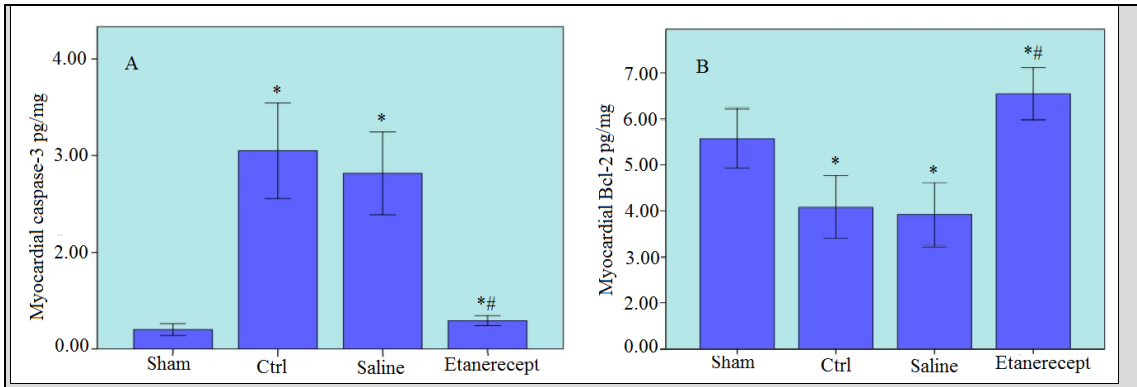 Myocardial caspase-3 pg/mg
4.00
3.00
2.00
0.00
A
*
*
*#
Sham
Ctrl
Saline
Etanerecept
Myocardial Bcl-2 pg/mg
7.00
6.00
5.00
4.00
3.00
2.00
0.00
B
*
*
*#
Sham
Ctrl
Saline
Etanerecept